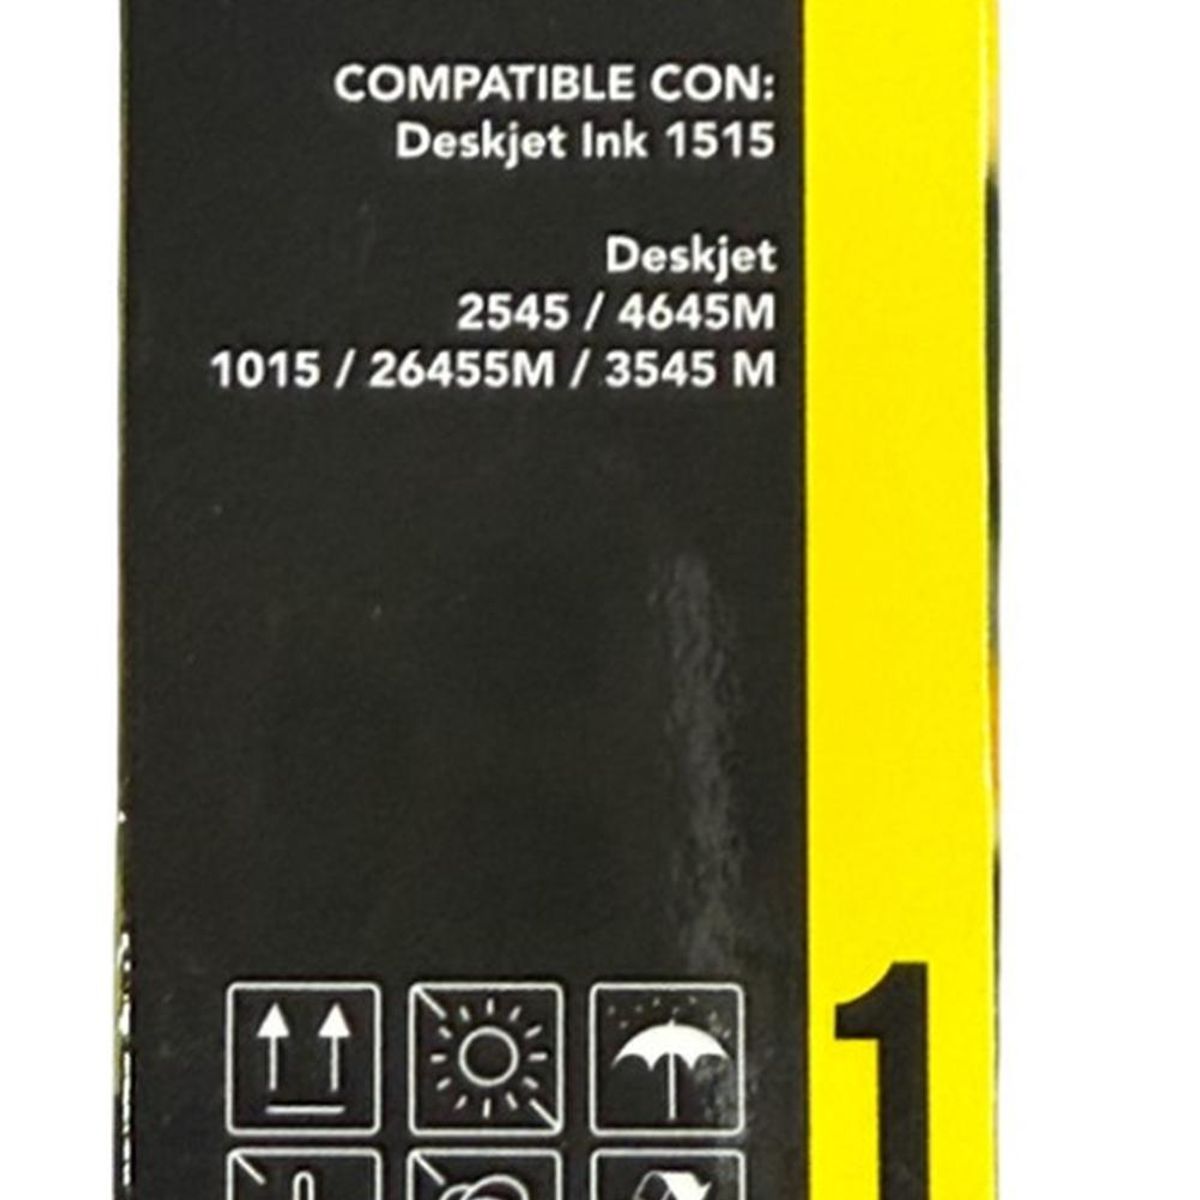 COMPATIBLE CON:
Deskjet Ink 1515
Deskjet
2545 / 4645M
1015 / 26455M / 3545 M
1